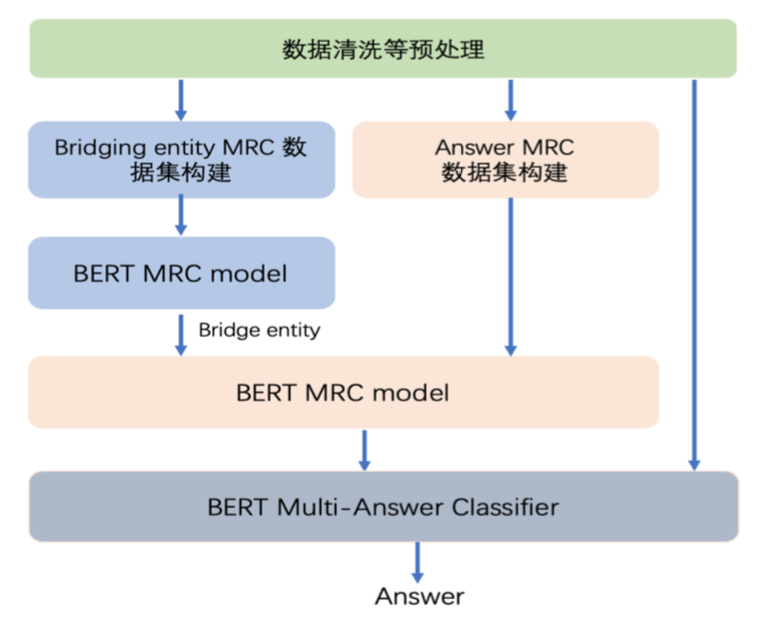 数据清洗等预处理
Bridging entity MRC 数
据集构建
Answer MRC
数据集构建
BERT MRC model
Bridge entity
BERT MRC model
BERT Multi-Answer Classifier
Answer